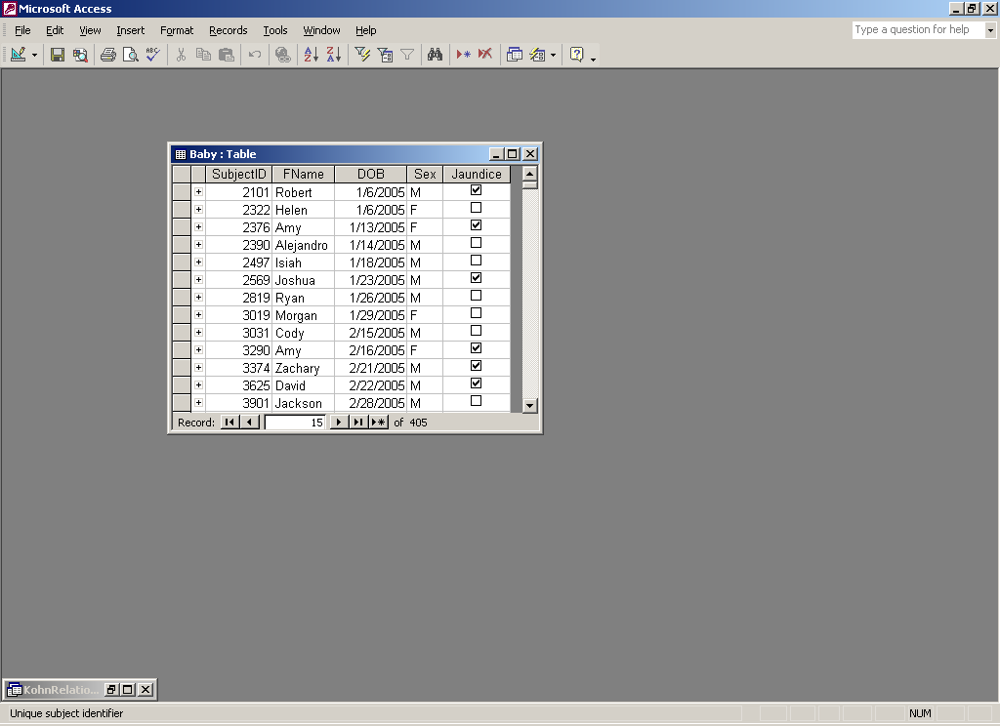 Microsoft Access
File Edit View Insert Format Records Tools Window Help Type a question for help
Baby : Table
SubjectID FName DOB Sex Jaundice
2101 Robert 1/6/2005 M
2322 Helen 1/6/2005 F
2376 Amy 1/13/2005 F
2390 Alejandro 1/14/2005 M
2497 Isiah 1/18/2005 M
2569 Joshua 1/23/2005 M
2819 Ryan 1/26/2005 M
3019 Morgan 1/29/2005 F
3031 Cody 2/15/2005 M
3290 Amy 2/16/2005 F
3374 Zachary 2/21/2005 M
3625 David 2/22/2005 M
3901 Jackson 2/28/2005 M
Record: 15 of 405
KohnRelatio...
Unique subject identifier NUM